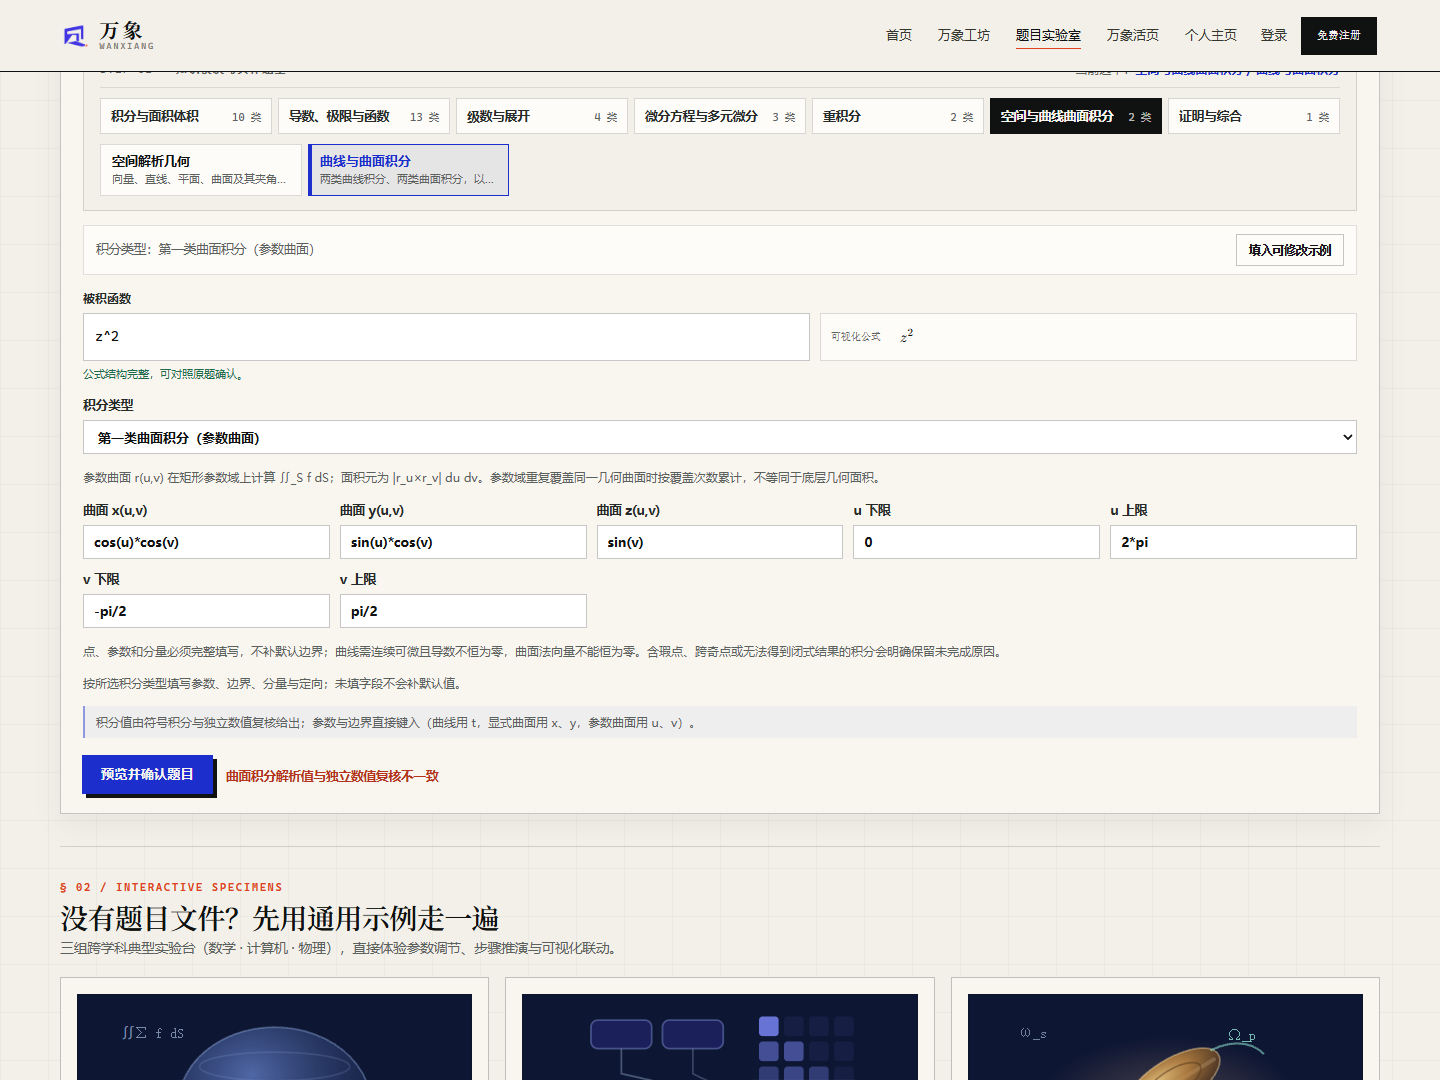 万象
WANXIANG
首页
万象工坊
题目实验室
万象活页
个人主页
登录
免费注册
积分与面积体积 10 类
导数、极限与函数 13 类
级数与展开 4 类
微分方程与多元微分 3 类
重积分 2 类
空间与曲线曲面积分 2 类
证明与综合 1 类
空间解析几何
向量、直线、平面、曲面及其夹角...
曲线与曲面积分
两类曲线积分、两类曲面积分，以...
积分类型：第一类曲面积分（参数曲面）
填入可修改示例
被积函数
z^2
可视化公式 z²
公式结构完整，可对照原题确认。
积分类型
第一类曲面积分（参数曲面）
参数曲面 r(u,v) 在矩形参数域上计算 ∬_S f dS；面积元为 |r_u×r_v| du dv。参数域重复覆盖同一几何曲面时按覆盖次数累计，不等同于底层几何面积。
曲面 x(u,v)
曲面 y(u,v)
曲面 z(u,v)
u 下限
u 上限
cos(u)*cos(v)
sin(u)*cos(v)
sin(v)
0
2*pi
v 下限
v 上限
-pi/2
pi/2
点、参数和分量必须完整填写，不补默认边界；曲线需连续可微且导数不恒为零，曲面法向量不能恒为零。含瑕点、跨奇点或无法得到闭式结果的积分会明确保留未完成原因。
按所选积分类型填写参数、边界、分量与定向；未填字段不会补默认值。
积分值由符号积分与独立数值复核给出；参数与边界直接键入（曲线用 t，显式曲面用 x、y，参数曲面用 u、v）。
预览并确认题目
曲面积分解析值与独立数值复核不一致
§ 02 / INTERACTIVE SPECIMENS
没有题目文件？先用通用示例走一遍
三组跨学科典型实验台（数学 · 计算机 · 物理），直接体验参数调节、步骤推演与可视化联动。
∬Σ f dS
ω_s
Ω_p